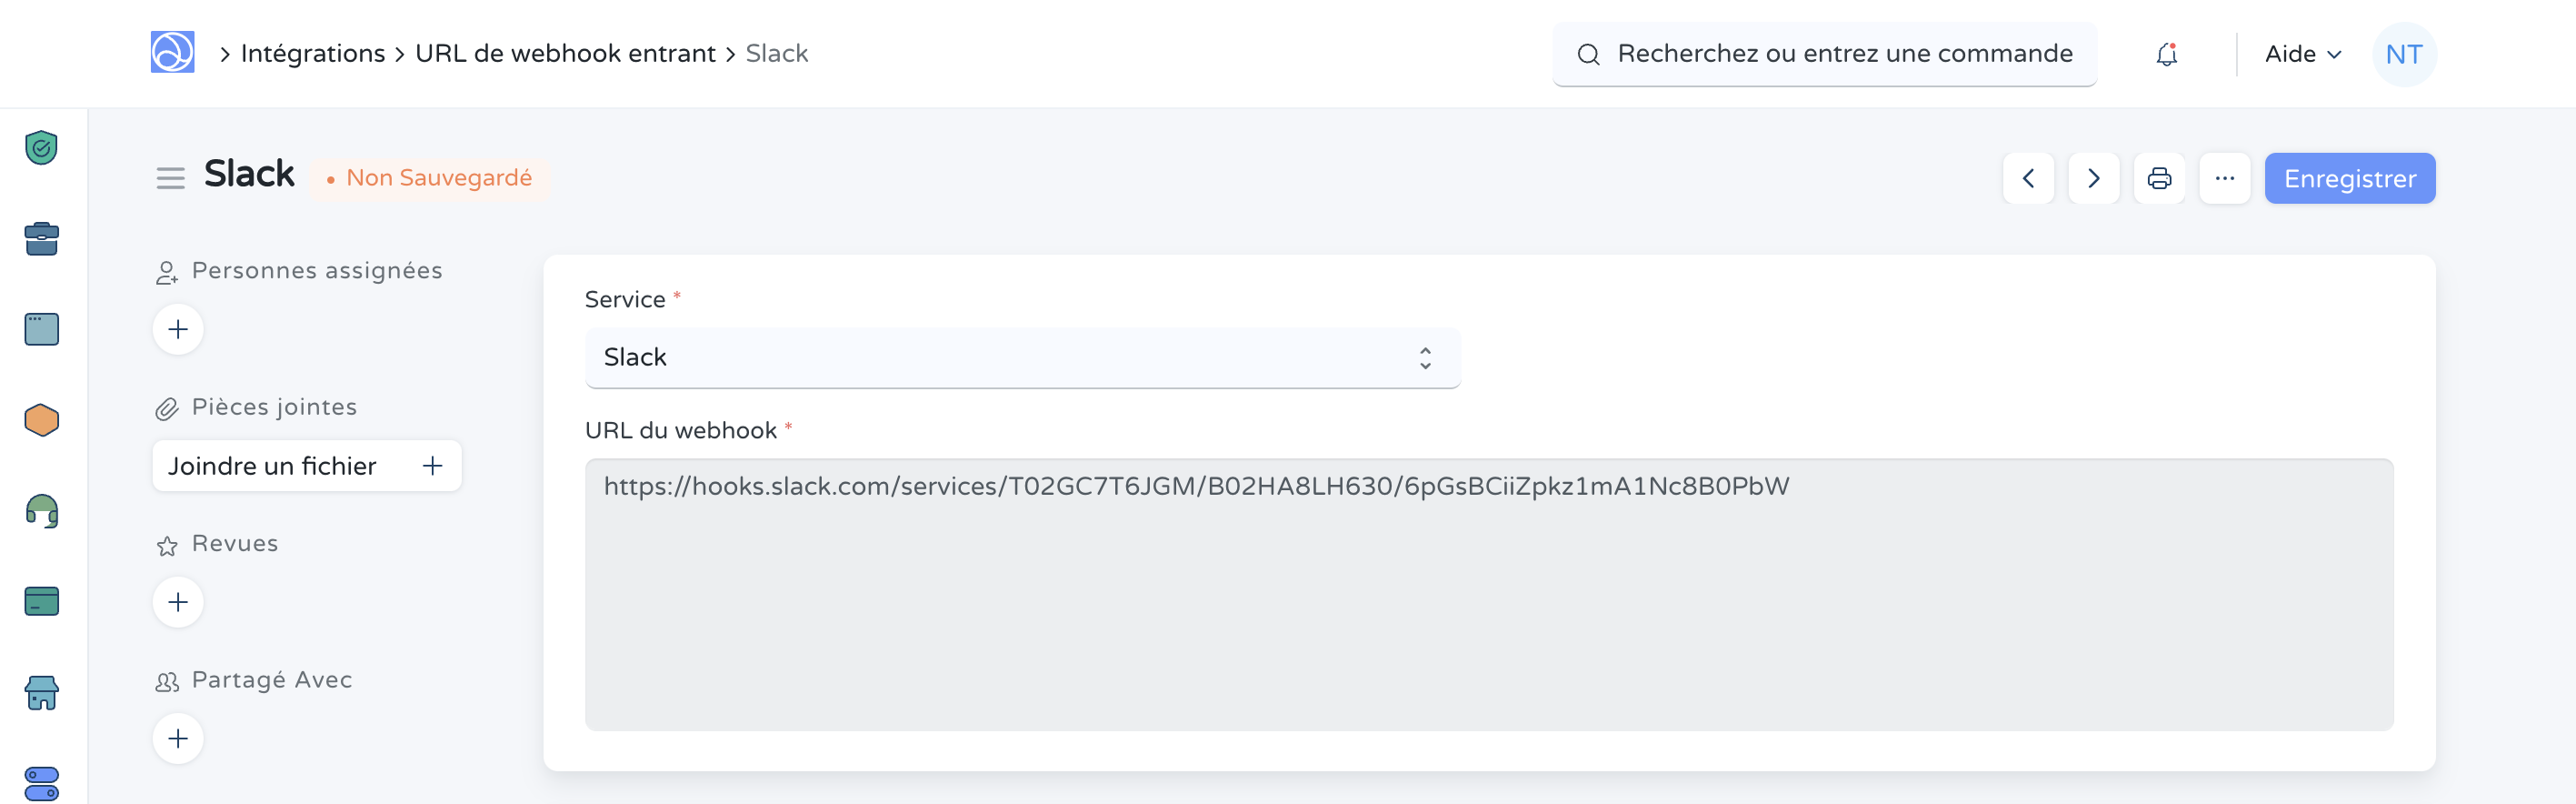 Intégrations URL de webhook entrant Slack
Recherchez ou entrez une commande
Aide
NT
Slack
Non Sauvegardé
Enregistrer
Personnes assignées
Pièces jointes
Joindre un fichier
Revues
Partagé Avec
Service *
Slack
URL du webhook *
https://hooks.slack.com/services/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